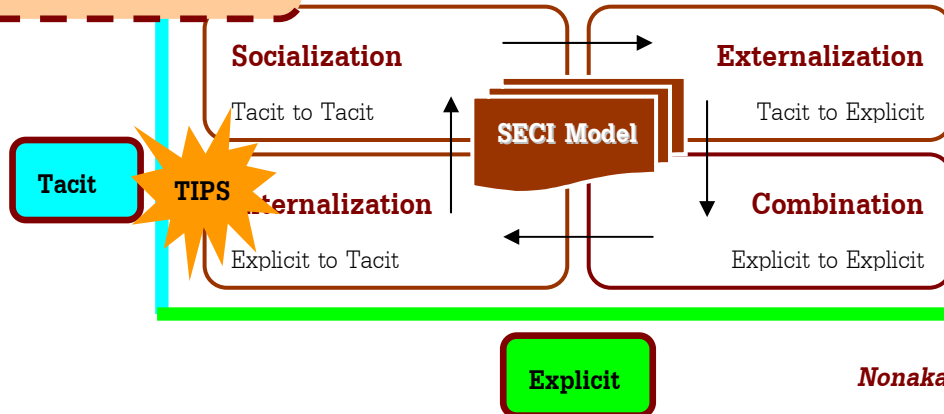 Socialization
Externalization
Tacit to Tacit
Tacit to Explicit
SECI Model
Tacit
TIPS
ternalization
Combination
Explicit to Tacit
Explicit to Explicit
Explicit
Nonaka